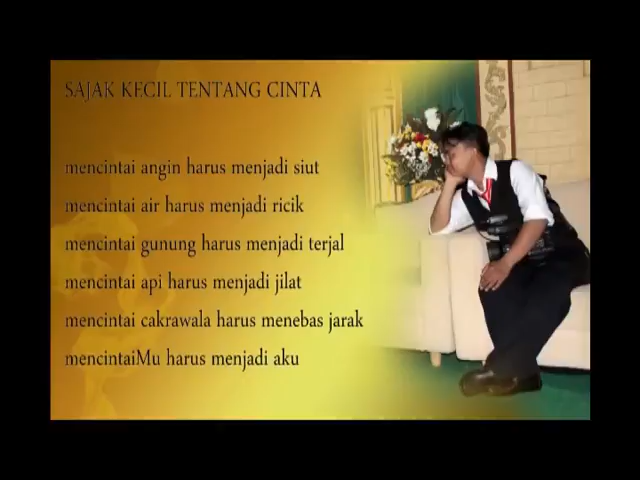 SAJAK KECIL TENTANG CINTA
mencintai angin harus menjadi siut
mencintai air harus menjadi ricik
mencintai gunung harus menjadi terjal
mencintai api harus menjadi jilat
mencintai cakrawala harus menebas jarak
mencintaiMu harus menjadi aku